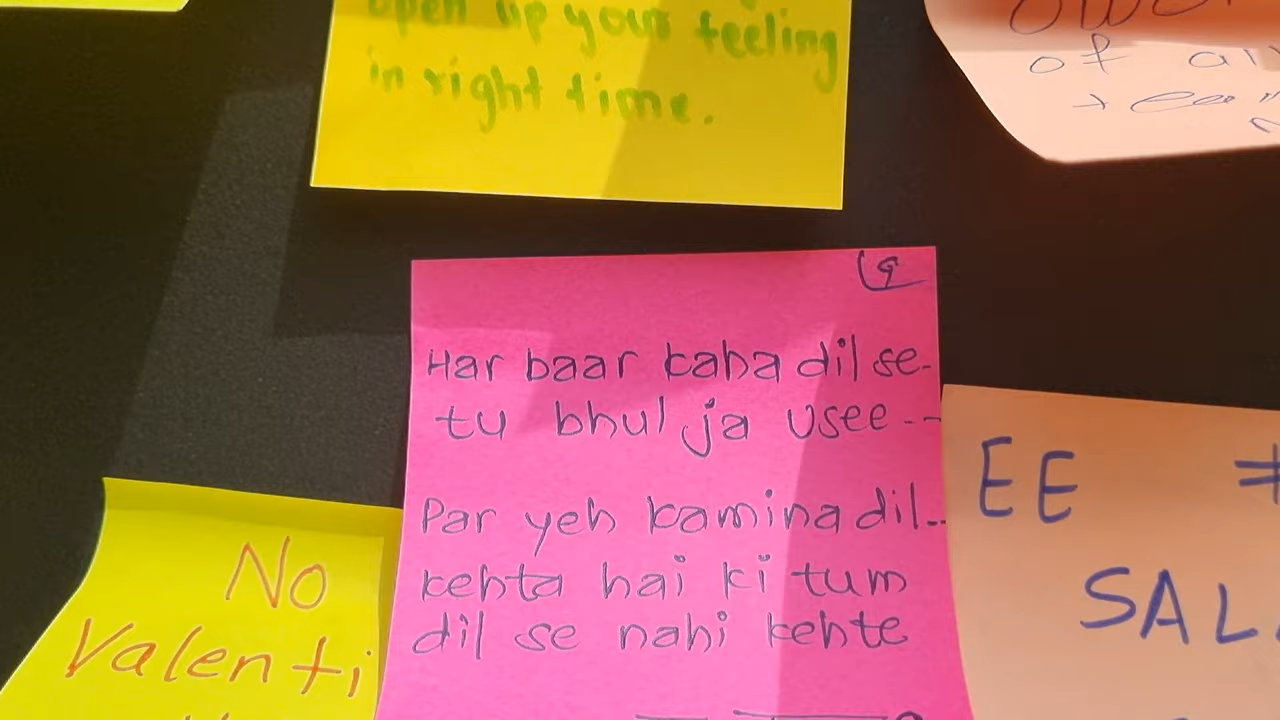 open up your feeling
in right time.
of
Har baar kaha dil se-
tu bhul ja usee--
Par yeh kamina dil..
kehta hai ki tum
dil se nahi kehte
No
Valenti
EE